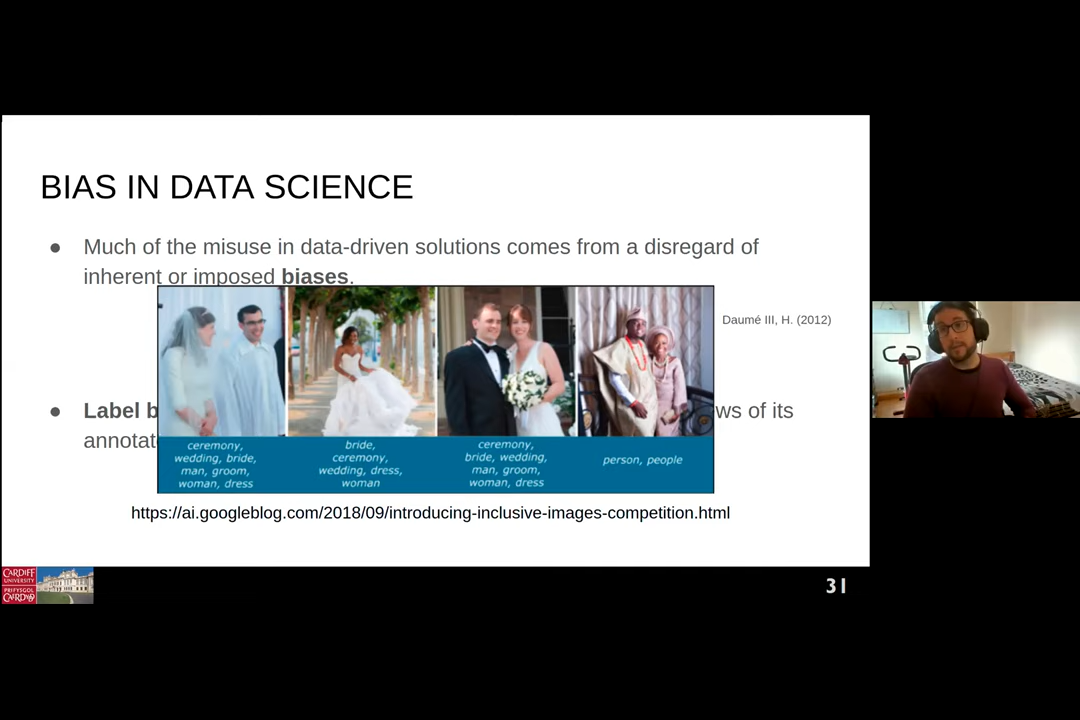 BIAS IN DATA SCIENCE
● Much of the misuse in data-driven solutions comes from a disregard of
inherent or imposed biases.
Daumé III, H. (2012)
● Label b ws of its
annotat
ceremony,
wedding, bride,
man, groom,
woman, dress
bride,
ceremony,
wedding, dress,
woman
ceremony,
bride, wedding,
man, groom,
woman, dress
person, people
https://ai.googleblog.com/2018/09/introducing-inclusive-images-competition.html
CARDIFF
UNIVERSITY
PRIFYSGOL
CAERDYDD
31